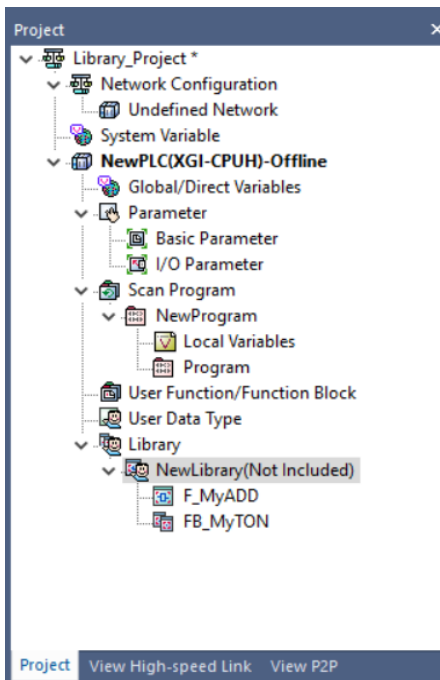 Project
Library_Project *
Network Configuration
Undefined Network
System Variable
NewPLC(XGI-CPUH)-Offline
Global/Direct Variables
Parameter
Basic Parameter
I/O Parameter
Scan Program
NewProgram
Local Variables
Program
User Function/Function Block
User Data Type
Library
NewLibrary(Not Included)
F_MyADD
FB_MyTON
Project View High-speed Link View P2P